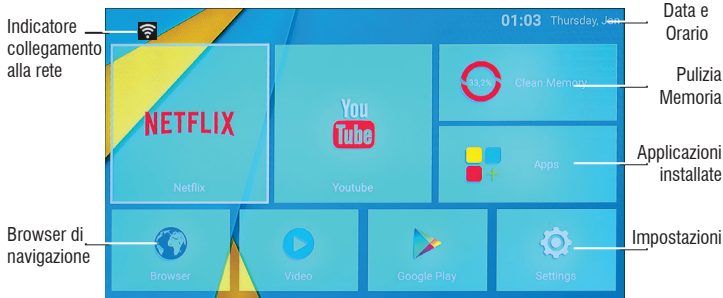 Indicatore
collegamento
alla rete
01:03 Thursday, Jan
Data e
Orario
NETFLIX
Netflix
You
Tube
Youtube
33,2%
Clean Memory
Pulizia
Memoria
Apps
Applicazioni
installate
Browser di
navigazione
Browser
Video
Google Play
Settings
Impostazioni